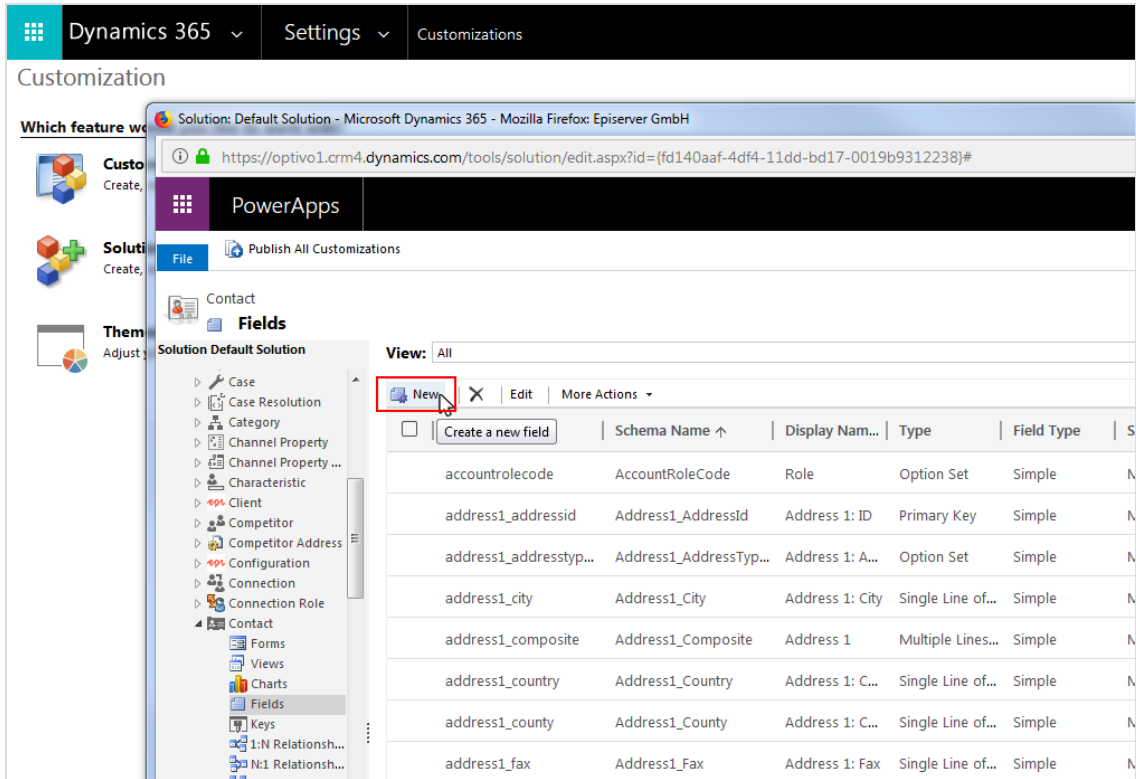 Dynamics 365 Settings Customizations
Customization
Which feature wo
Custo
Create,
Soluti
Create,
Them
Adjust y
Solution: Default Solution - Microsoft Dynamics 365 - Mozilla Firefox: Episerver GmbH
https://optivo1.crm4.dynamics.com/tools/solution/edit.aspx?id={fd140aaf-4df4-11dd-bd17-0019b9312238}#
PowerApps
File Publish All Customizations
Contact
Fields
Solution Default Solution
Case
Case Resolution
Category
Channel Property
Channel Property ...
Characteristic
epi Client
Competitor
Competitor Address
epi Configuration
Connection
Connection Role
Contact
Forms
Views
Charts
Fields
Keys
1:N Relationsh...
N:1 Relationsh...
View: All
New Edit More Actions
Create a new field
Schema Name Display Nam... Type Field Type S
accountrolecode AccountRoleCode Role Option Set Simple N
address1_addressid Address1_AddressId Address 1: ID Primary Key Simple N
address1_addresstyp... Address1_AddressTyp... Address 1: A... Option Set Simple N
address1_city Address1_City Address 1: City Single Line of... Simple N
address1_composite Address1_Composite Address 1 Multiple Lines... Simple N
address1_country Address1_Country Address 1: C... Single Line of... Simple N
address1_county Address1_County Address 1: C... Single Line of... Simple N
address1_fax Address1_Fax Address 1: Fax Single Line of... Simple N